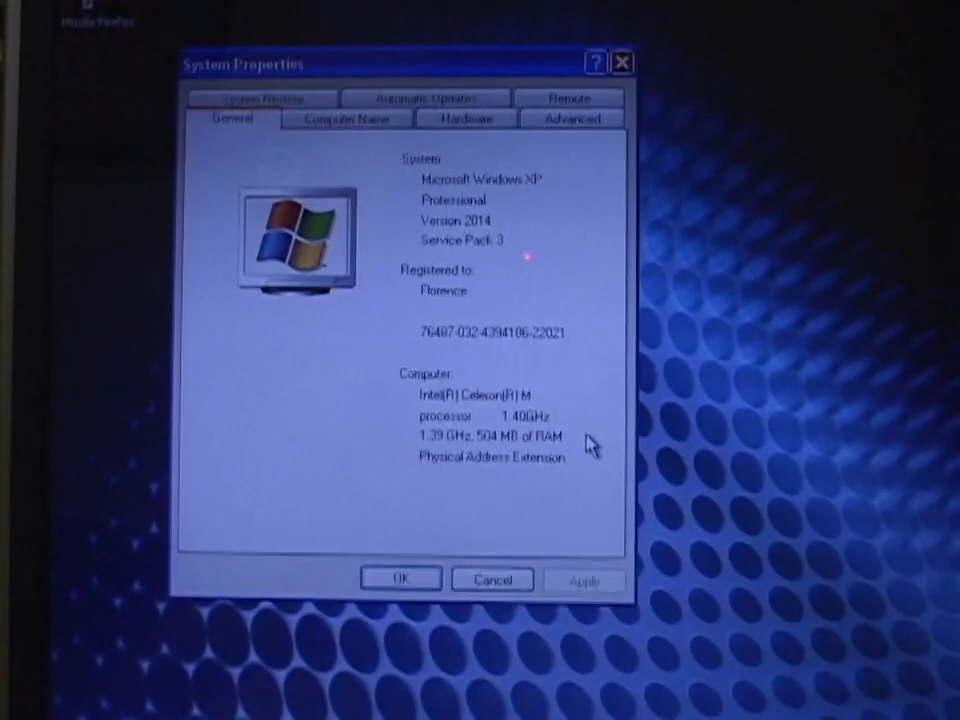 Mozilla Firefox
System Properties
System Restore Automatic Updates Remote
General Computer Name Hardware Advanced
System:
Microsoft Windows XP
Professional
Version 2014
Service Pack 3
Registered to:
Florence
76487-032-4394106-22021
Computer:
Intel(R) Celeron(R) M
processor 1.40GHz
1.39 GHz, 504 MB of RAM
Physical Address Extension
OK Cancel Apply